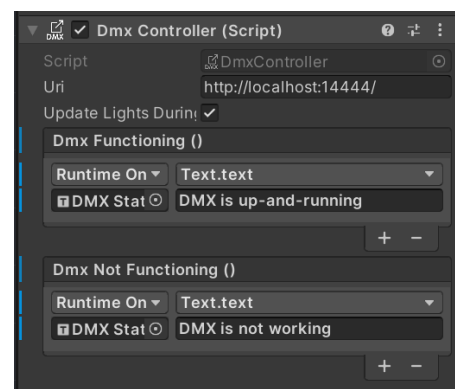 DMX Dmx Controller (Script)
Script DmxController
Uri http://localhost:14444/
Update Lights During
Dmx Functioning ()
Runtime On Text.text
DMX Stat DMX is up-and-running
+ −
Dmx Not Functioning ()
Runtime On Text.text
DMX Stat DMX is not working
+ −